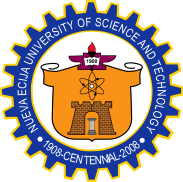 NUEVA ECIJA UNIVERSITY OF SCIENCE AND TECHNOLOGY
1908
• 1908-CENTENNIAL-2008 •